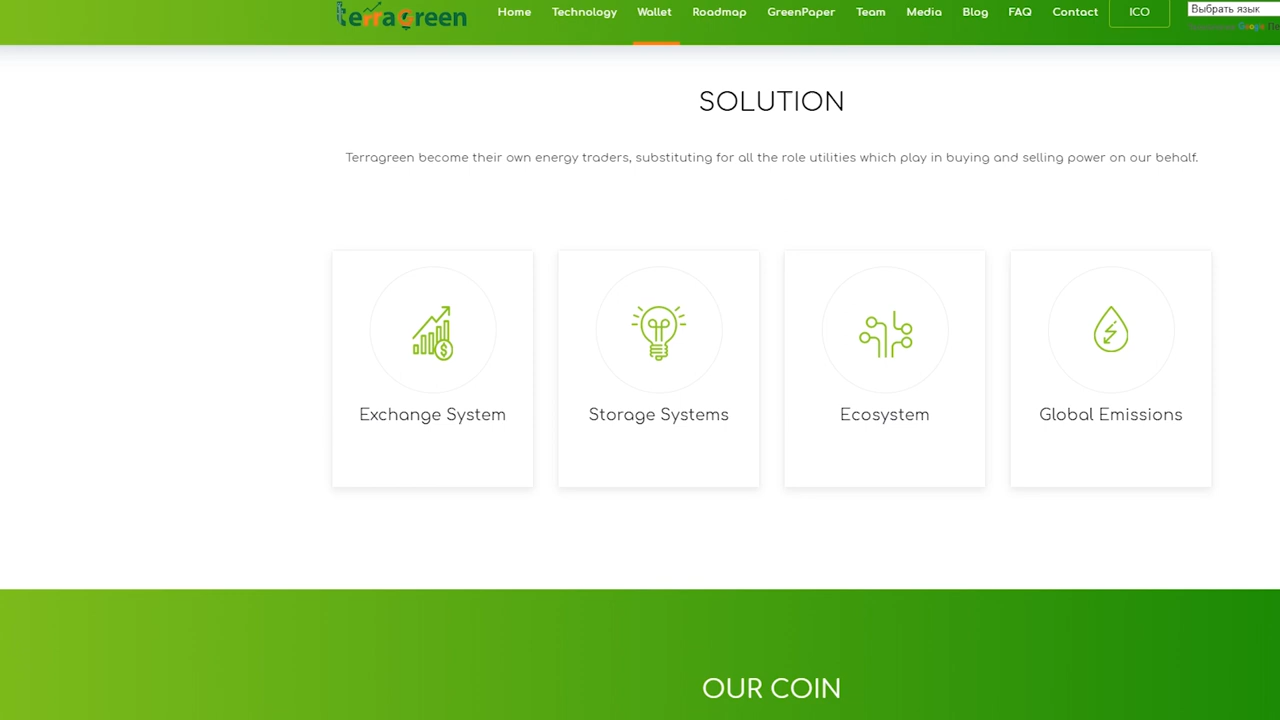 terragreen
Home Technology Wallet Roadmap GreenPaper Team Media Blog FAQ Contact ICO Выбрать язык
Google
SOLUTION
Terragreen become their own energy traders, substituting for all the role utilities which play in buying and selling power on our behalf.
Exchange System Storage Systems Ecosystem Global Emissions
OUR COIN